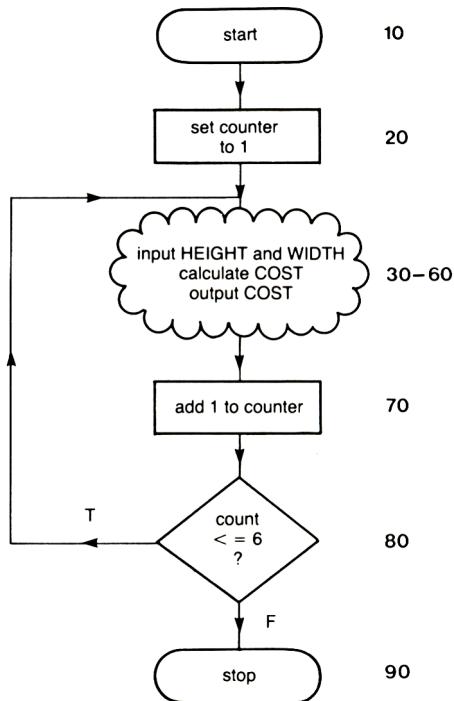 start 10
set counter
to 1
20
input HEIGHT and WIDTH
calculate COST
output COST
30–60
add 1 to counter 70
T
count
< = 6
?
80
F
stop 90